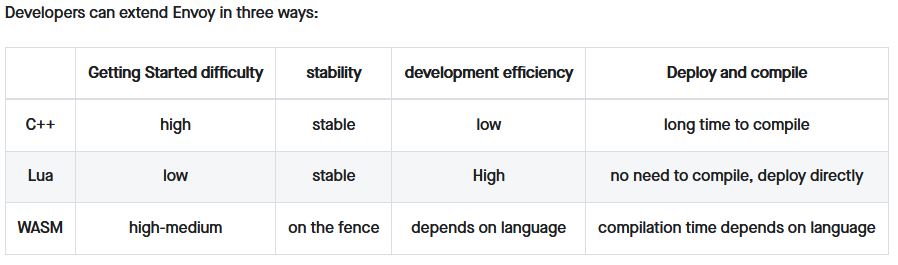 Developers can extend Envoy in three ways:
Getting Started difficulty stability development efficiency Deploy and compile
C++ high stable low long time to compile
Lua low stable High no need to compile, deploy directly
WASM high-medium on the fence depends on language compilation time depends on language